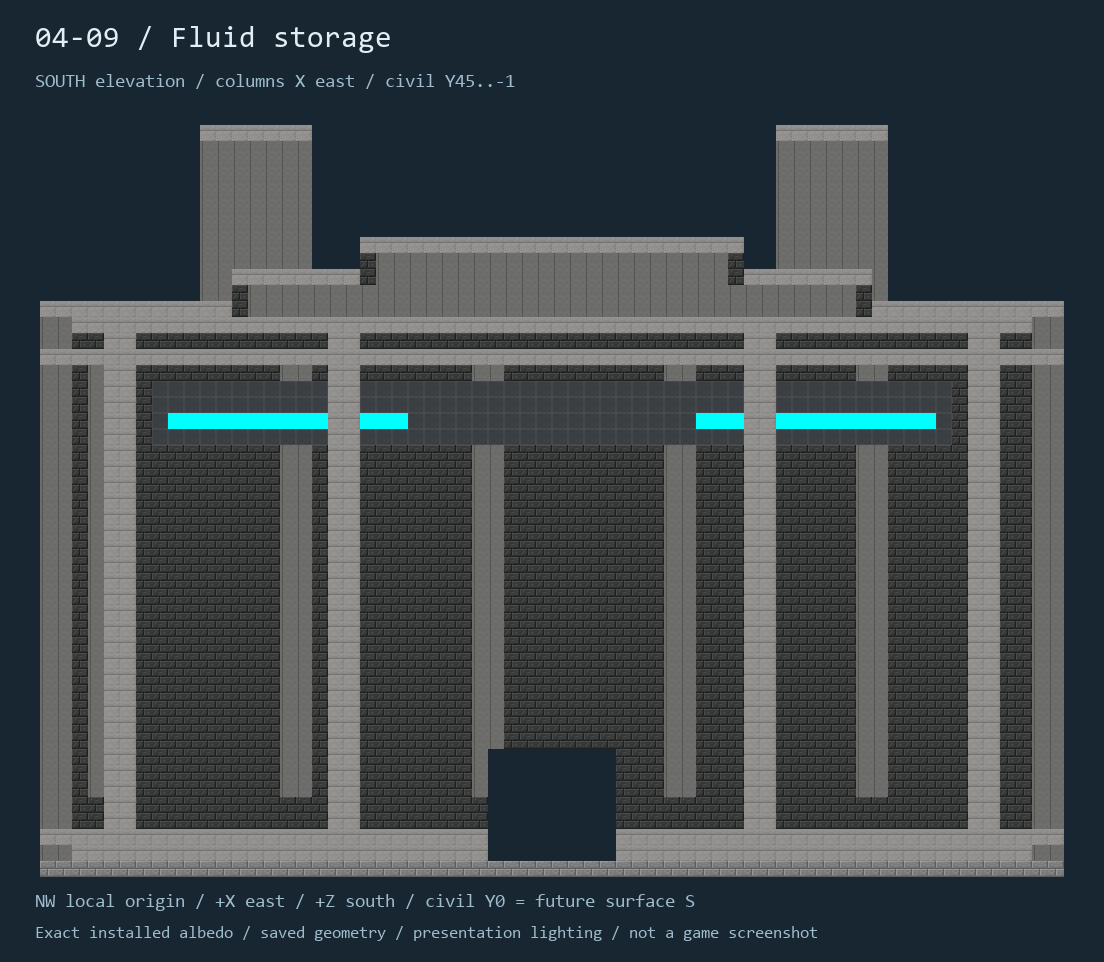 04-09 / Fluid storage
SOUTH elevation / columns X east / civil Y45..-1
NW local origin / +X east / +Z south / civil Y0 = future surface S
Exact installed albedo / saved geometry / presentation lighting / not a game screenshot